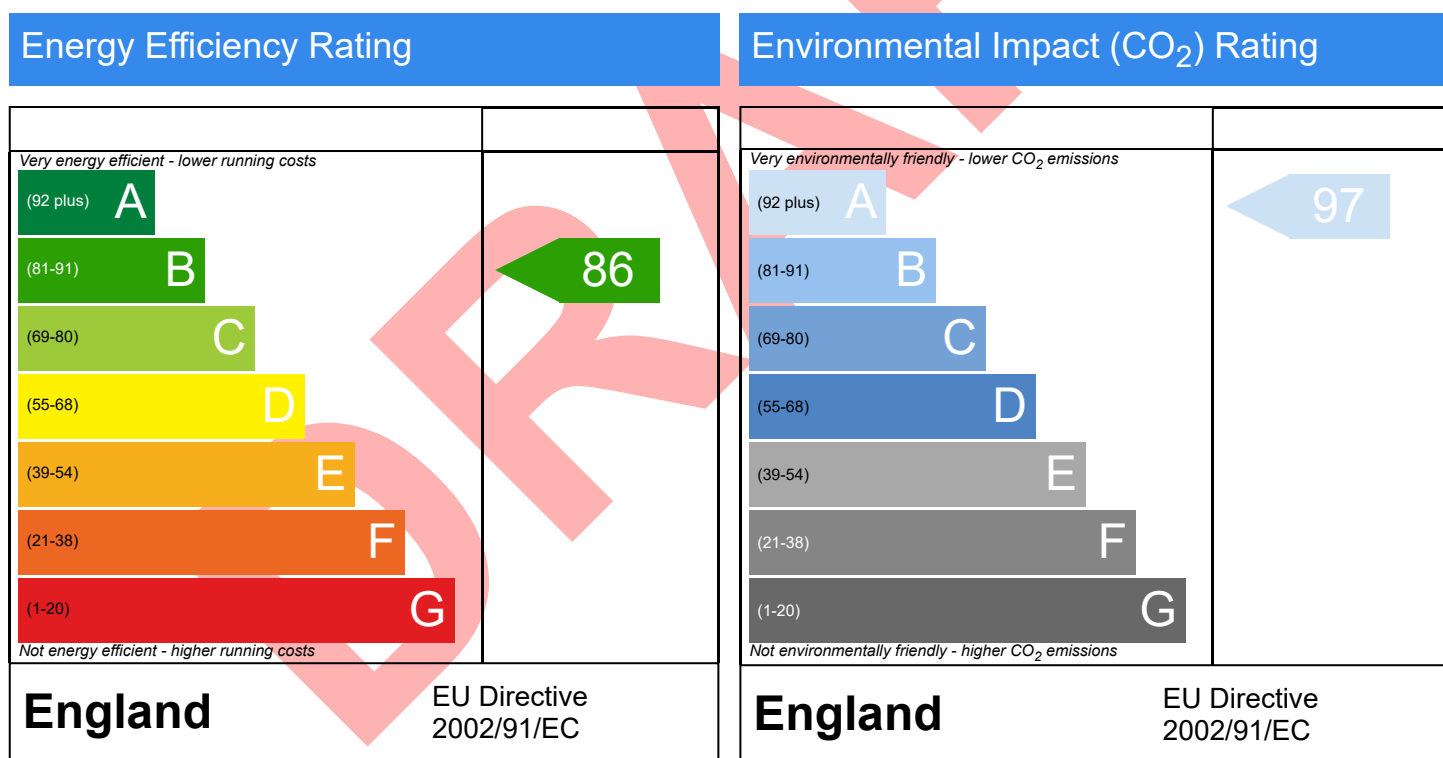 Energy Efficiency Rating
Very energy efficient - lower running costs
(92 plus) A
(81-91) B
(69-80) C
(55-68) D
(39-54) E
(21-38) F
(1-20) G
Not energy efficient - higher running costs
86
England
EU Directive
2002/91/EC
Environmental Impact (CO2) Rating
Very environmentally friendly - lower CO2 emissions
(92 plus) A
(81-91) B
(69-80) C
(55-68) D
(39-54) E
(21-38) F
(1-20) G
Not environmentally friendly - higher CO2 emissions
97
England
EU Directive
2002/91/EC